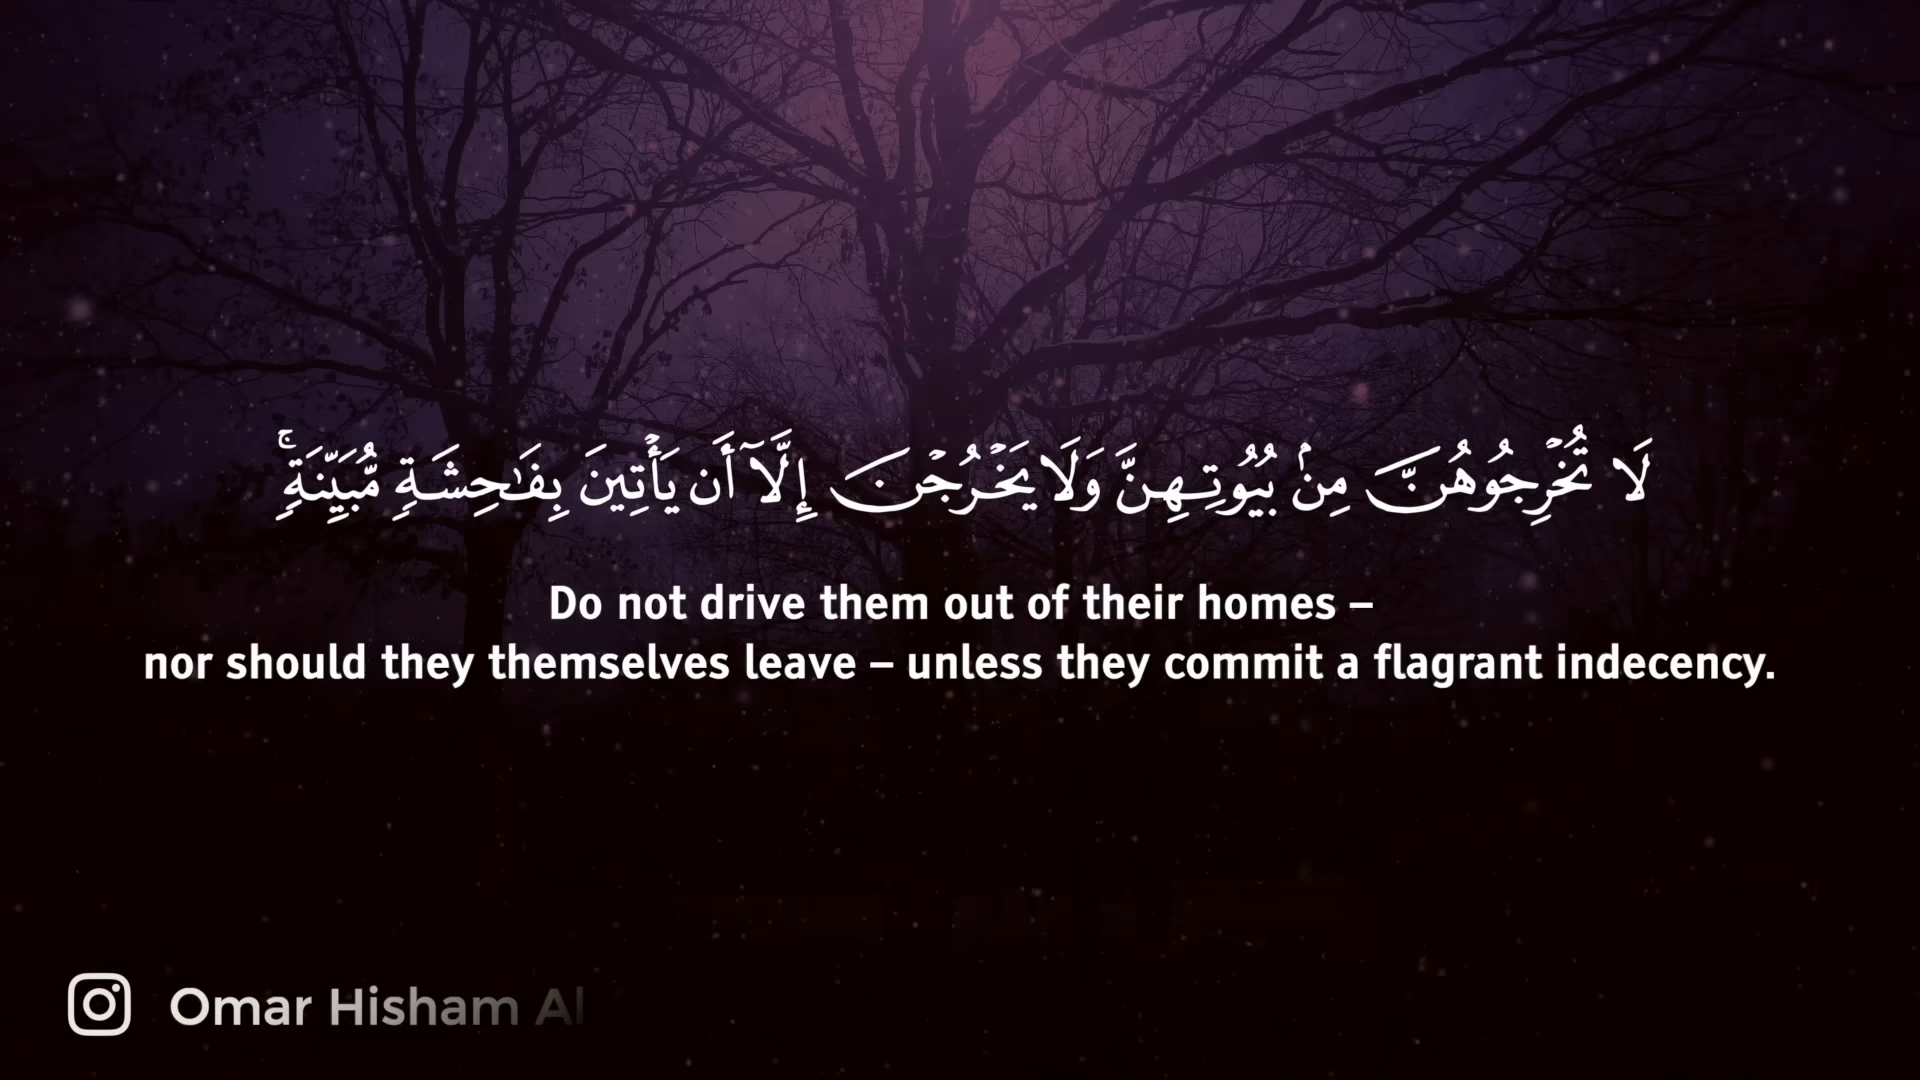 لَا تُخْرِجُوهُنَّ مِنۢ بُيُوتِهِنَّ وَلَا يَخْرُجْنَ إِلَّآ أَن يَأْتِينَ بِفَـٰحِشَةٍ مُّبَيِّنَةٍ ۚ
Do not drive them out of their homes –
nor should they themselves leave – unless they commit a flagrant indecency.
Omar Hisham Al